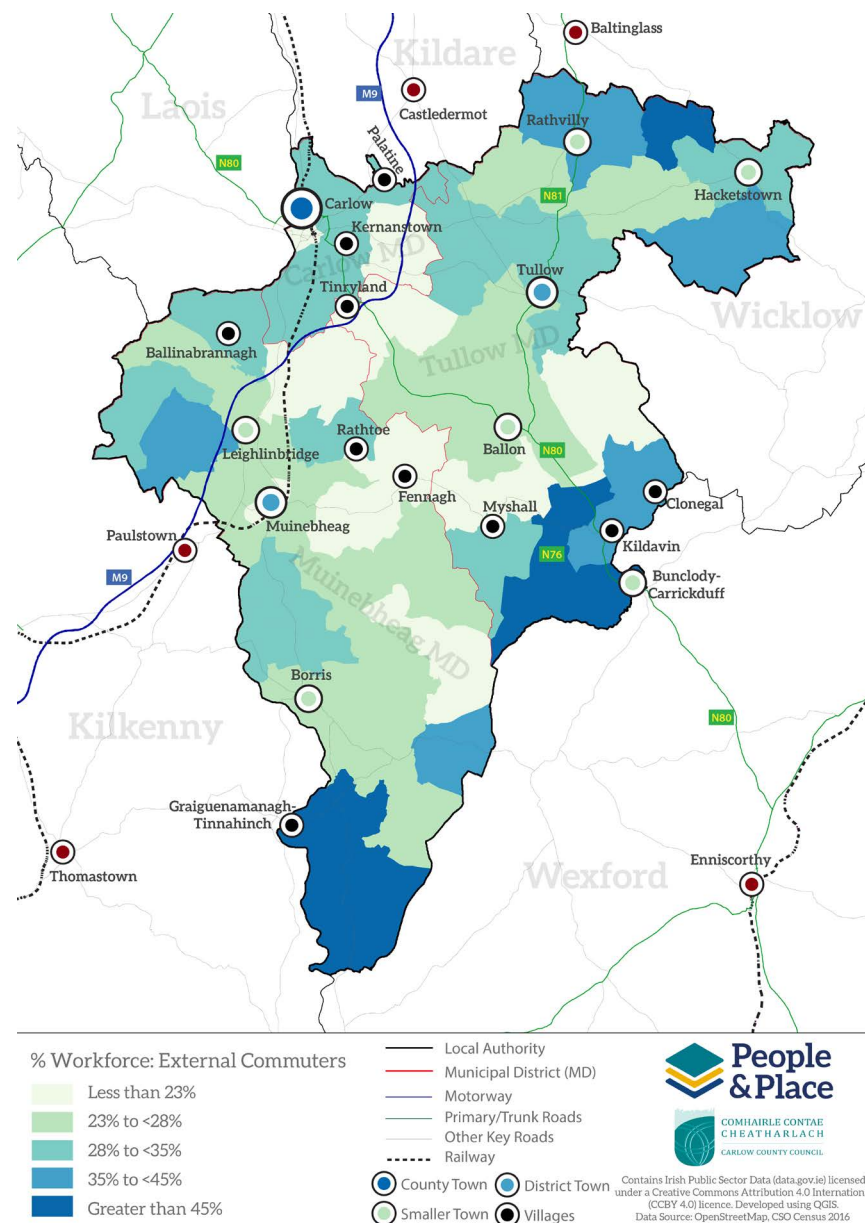 Baltinglass
Kildare
Laois
M9
Castledermot
Rathvilly
Palatine
N80
Hacketstown
N81
Carlow
Kernanstown
Carlow MD
Tullow
Tinryland
Wicklow
Ballinabrannagh
Tullow MD
Rathtoe
Ballon
Leighlinbridge
N80
Fennagh
Clonegal
Myshall
Muinebheag
Paulstown
Kildavin
N76
M9
Bunclody-
Carrickduff
Muinebheag MD
Borris
N80
Kilkenny
Graiguenamanagh-
Tinnahinch
Enniscorthy
Thomastown
Wexford
% Workforce: External Commuters
Less than 23%
23% to <28%
28% to <35%
35% to <45%
Greater than 45%
Local Authority
Municipal District (MD)
Motorway
Primary/Trunk Roads
Other Key Roads
Railway
County Town
District Town
Smaller Town
Villages
People
&Place
COMHAIRLE CONTAE
CHEATHARLACH
CARLOW COUNTY COUNCIL
Contains Irish Public Sector Data (data.gov.ie) licensed
under a Creative Commons Attribution 4.0 Internation
(CCBY 4.0) licence. Developed using QGIS.
Data Source: OpenStreetMap, CSO Census 2016